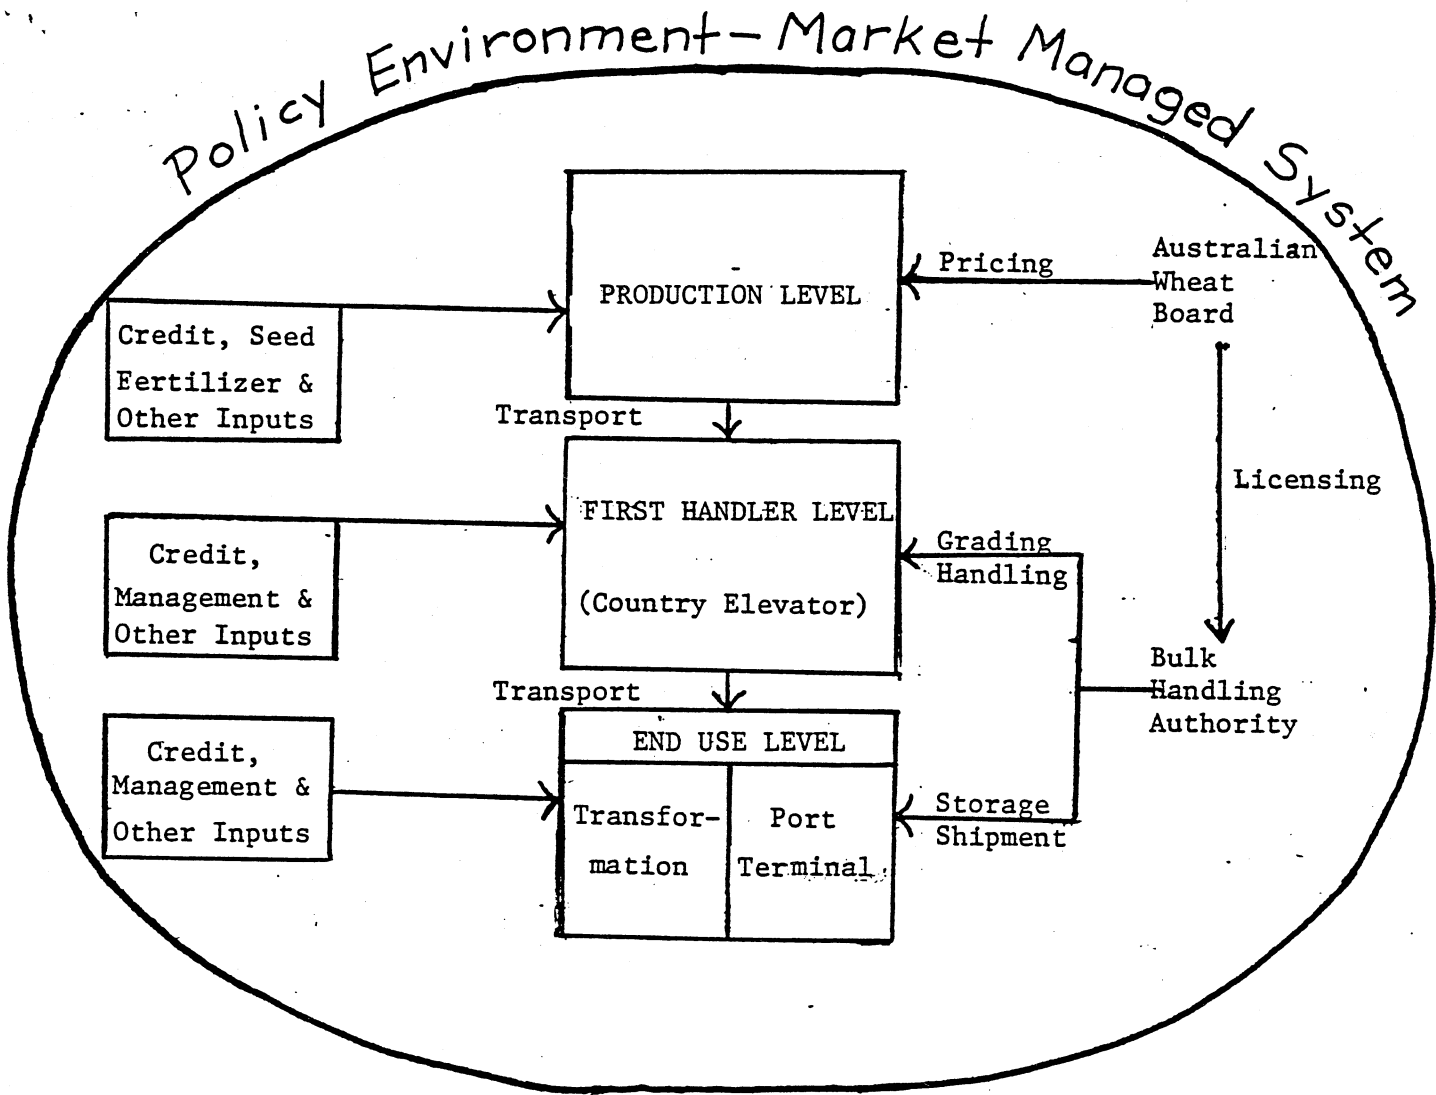 Policy Environment - Market Managed System
PRODUCTION LEVEL
Pricing
Australian
Wheat
Board
Credit, Seed
Fertilizer &
Other Inputs
Transport
Licensing
FIRST HANDLER LEVEL
(Country Elevator)
Grading
Handling
Credit,
Management &
Other Inputs
Bulk
Handling
Authority
Transport
END USE LEVEL
Transfor-
mation
Port
Terminal
Storage
Shipment
Credit,
Management &
Other Inputs